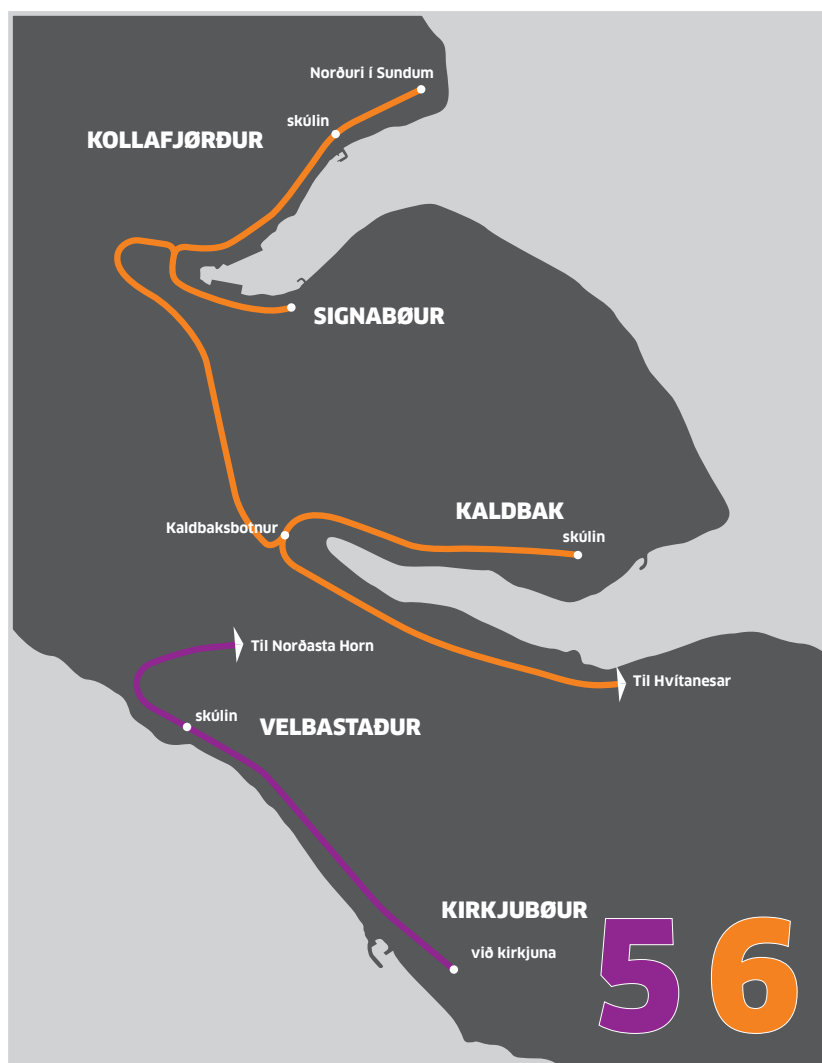 Norðuri í Sundum
skúlin
KOLLAFJØRÐUR
SIGNABØUR
KALDBAK
Kaldbaksbotnur
skúlin
Til Norðasta Horn
Til Hvítanesar
skúlin
VELBASTAÐUR
KIRKJUBØUR
við kirkjuna
5 6